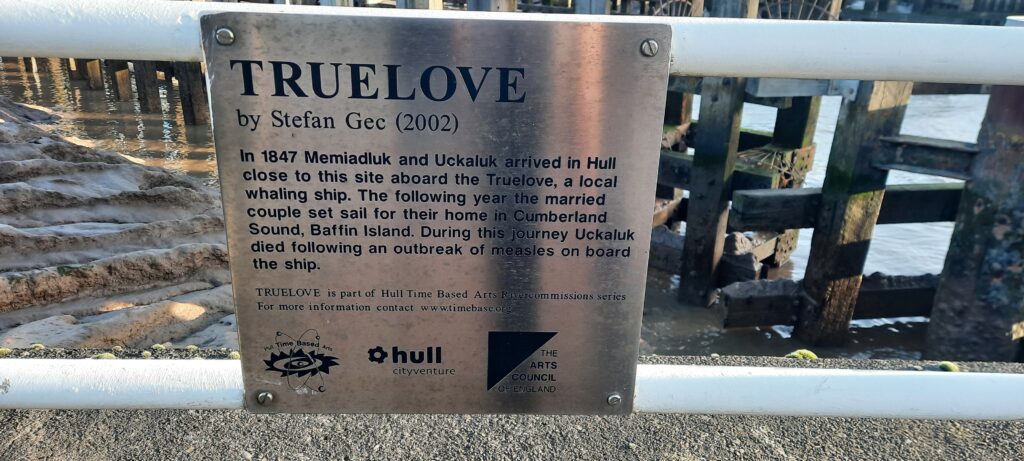 TRUELOVE
by Stefan Gec (2002)
In 1847 Memiadluk and Uckaluk arrived in Hull
close to this site aboard the Truelove, a local
whaling ship. The following year the married
couple set sail for their home in Cumberland
Sound, Baffin Island. During this journey Uckaluk
died following an outbreak of measles on board
the ship.
TRUELOVE is part of Hull Time Based Arts Rivercommissions series
For more information contact www.timebase.org
Hull Time Based Arts
hull
cityventure
THE
ARTS
COUNCIL
OF ENGLAND